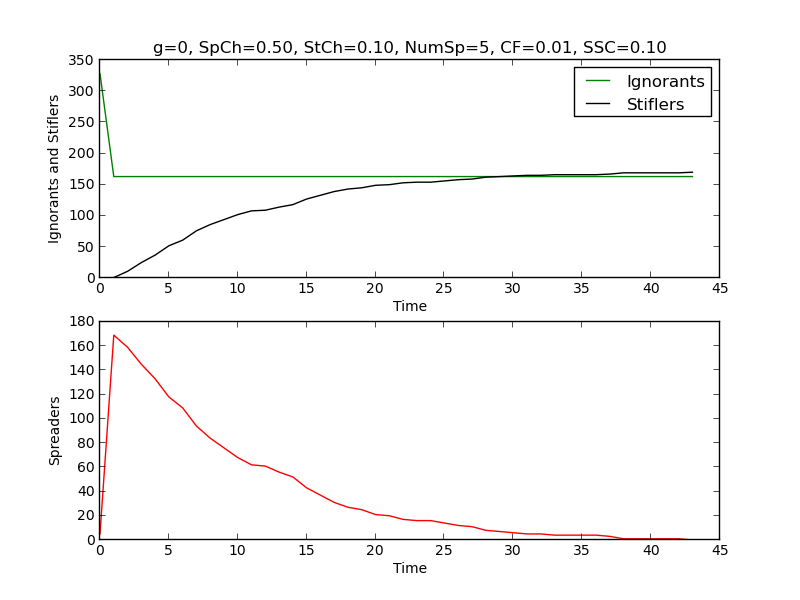 g=0, SpCh=0.50, StCh=0.10, NumSp=5, CF=0.01, SSC=0.10
350
300
250
200
150
100
50
0
Ignorants and Stiflers
Ignorants
Stiflers
0 5 10 15 20 25 30 35 40 45
Time
180
160
140
120
100
80
60
40
20
0
Spreaders
0 5 10 15 20 25 30 35 40 45
Time